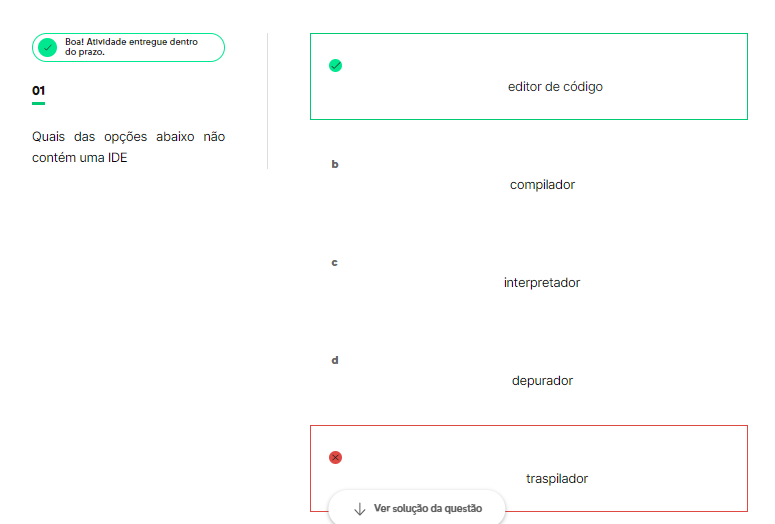 Boa! Atividade entregue dentro
do prazo.
01
Quais das opções abaixo não
contém uma IDE
editor de código
b
compilador
c
interpretador
d
depurador
traspilador
Ver solução da questão